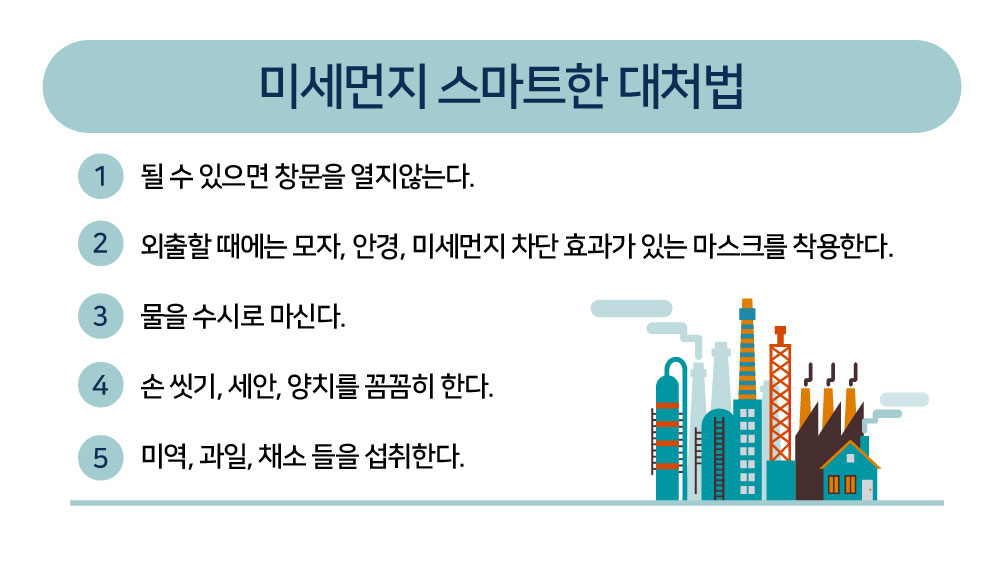 미세먼지 스마트한 대처법
1 될 수 있으면 창문을 열지않는다.
2 외출할 때에는 모자, 안경, 미세먼지 차단 효과가 있는 마스크를 착용한다.
3 물을 수시로 마신다.
4 손 씻기, 세안, 양치를 꼼꼼히 한다.
5 미역, 과일, 채소 들을 섭취한다.